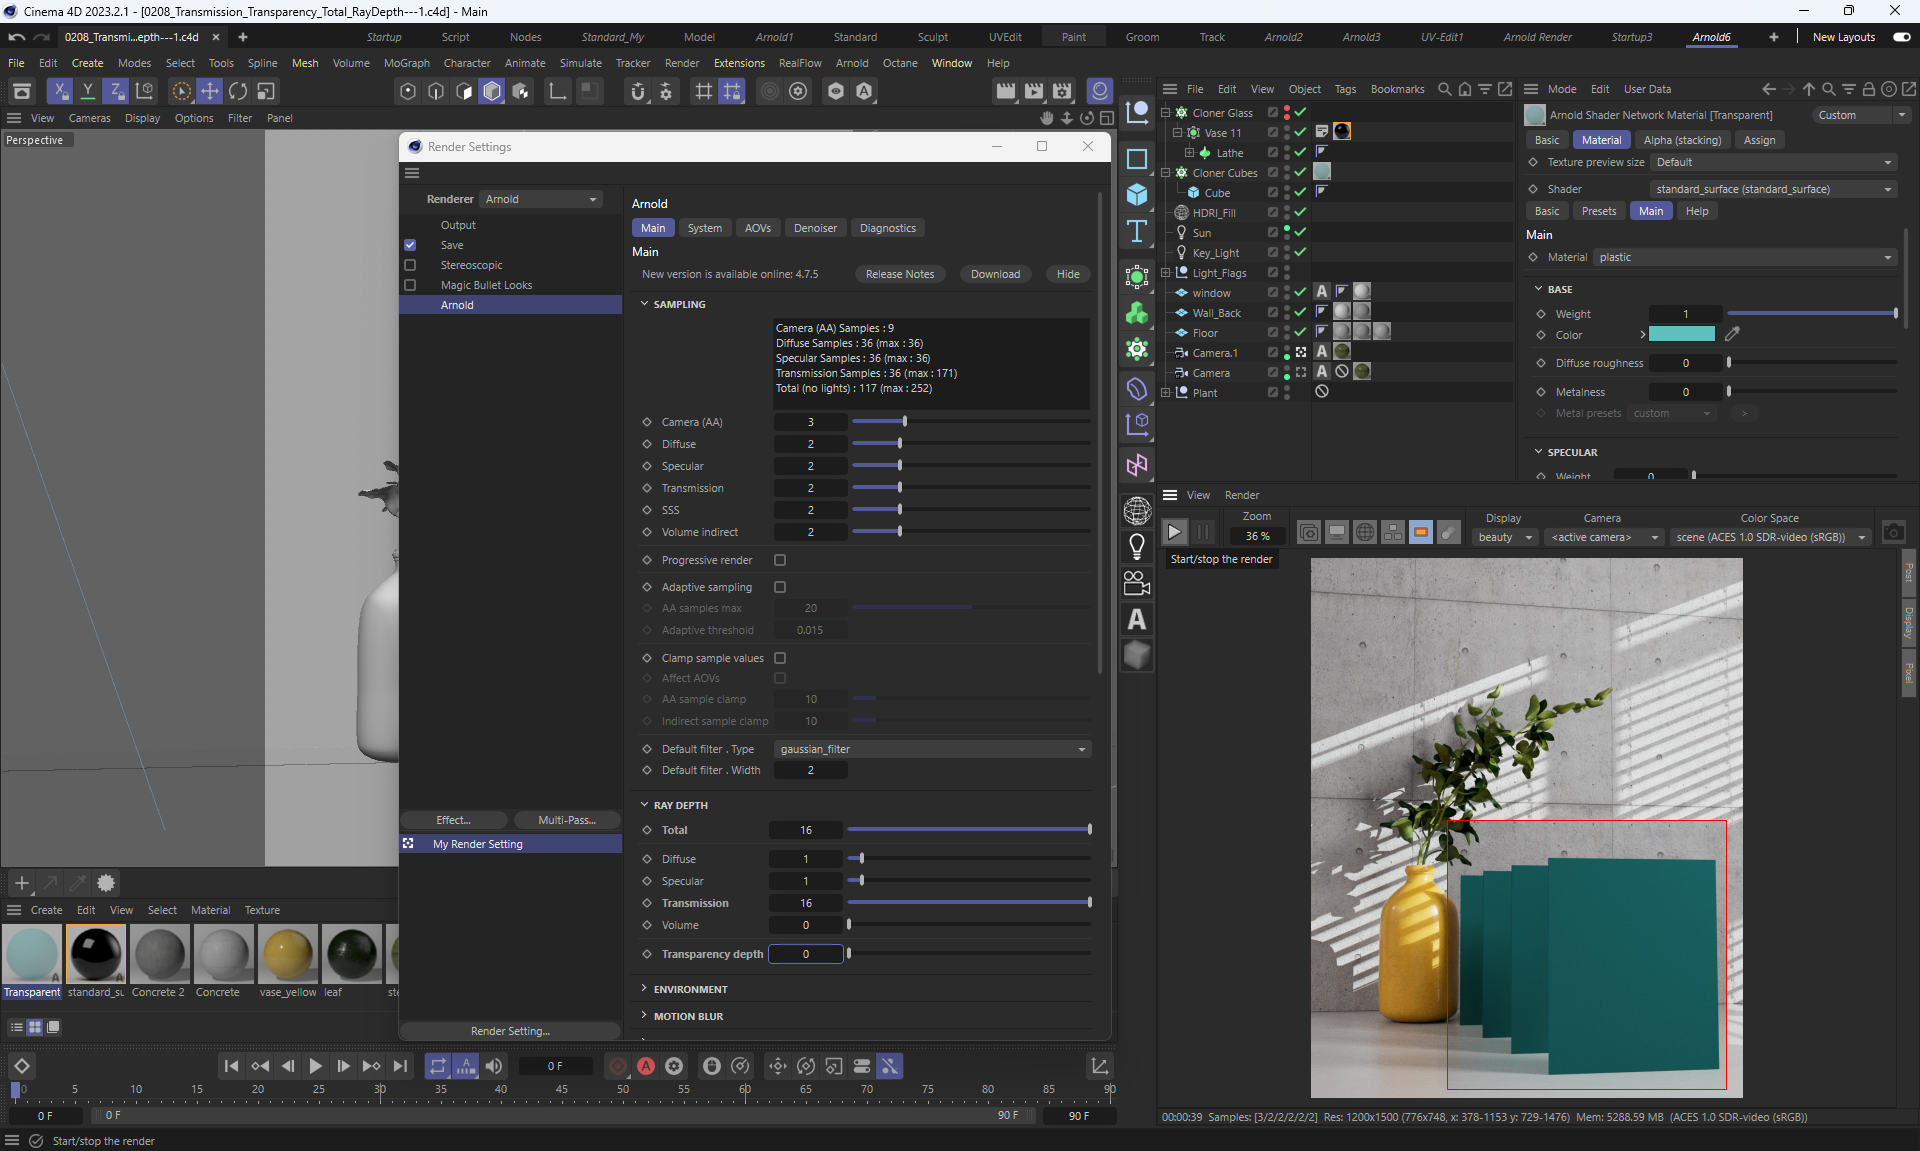 Cinema 4D 2023.2.1 - [0208_Transmission_Transparency_Total_RayDepth---1.c4d] - Main
0208_Transmi...epth---1.c4d
Startup Script Nodes Standard_My Model Arnold1 Standard Sculpt UVEdit Paint Groom Track Arnold2 Arnold3 UV-Edit1 Arnold Render Startup3 Arnold6 New Layouts
File Edit Create Modes Select Tools Spline Mesh Volume MoGraph Character Animate Simulate Tracker Render Extensions RealFlow Arnold Octane Window Help
X Y Z
View Cameras Display Options Filter Panel
Perspective
Render Settings
Renderer Arnold
Output
Save
Stereoscopic
Magic Bullet Looks
Arnold
Effect... Multi-Pass...
My Render Setting
Render Setting...
Arnold
Main System AOVs Denoiser Diagnostics
Main
New version is available online: 4.7.5 Release Notes Download Hide
SAMPLING
Camera (AA) Samples : 9
Diffuse Samples : 36 (max : 36)
Specular Samples : 36 (max : 36)
Transmission Samples : 36 (max : 171)
Total (no lights) : 117 (max : 252)
Camera (AA) 3
Diffuse 2
Specular 2
Transmission 2
SSS 2
Volume indirect 2
Progressive render
Adaptive sampling
AA samples max 20
Adaptive threshold 0.015
Clamp sample values
Affect AOVs
AA sample clamp 10
Indirect sample clamp 10
Default filter . Type gaussian_filter
Default filter . Width 2
RAY DEPTH
Total 16
Diffuse 1
Specular 1
Transmission 16
Volume 0
Transparency depth 0
ENVIRONMENT
MOTION BLUR
File Edit View Object Tags Bookmarks
Cloner Glass
Vase 11
Lathe
Cloner Cubes
Cube
HDRI_Fill
Sun
Key_Light
Light_Flags
window
Wall_Back
Floor
Camera.1
Camera
Plant
Mode Edit User Data
Arnold Shader Network Material [Transparent] Custom
Basic Material Alpha (stacking) Assign
Texture preview size Default
Shader standard_surface (standard_surface)
Basic Presets Main Help
Main
Material plastic
BASE
Weight 1
Color
Diffuse roughness 0
Metalness 0
Metal presets custom >
SPECULAR
Weight 0
View Render
Zoom Display Camera Color Space
36 % beauty <active camera> scene (ACES 1.0 SDR-video (sRGB))
Start/stop the render
Post
Display
Pixel
00:00:39 Samples: [3/2/2/2/2/2] Res: 1200x1500 (776x748, x: 378-1153 y: 729-1476) Mem: 5288.59 MB (ACES 1.0 SDR-video (sRGB))
Create Edit View Select Material Texture
Transparent standard_su Concrete 2 Concrete vase_yellow leaf ste
0 F
0 5 10 15 20 25 30 35 40 45 50 55 60 65 70 75 80 85 90
0 F 0 F 90 F 90 F
Start/stop the render